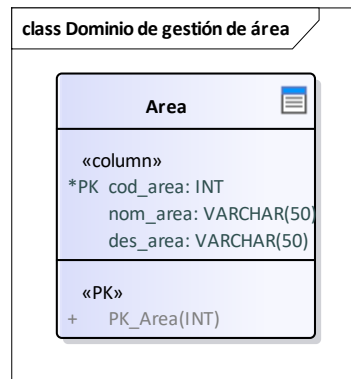 class Dominio de gestión de área
Area
«column»
*PK cod_area: INT
nom_area: VARCHAR(50)
des_area: VARCHAR(50)
«PK»
+ PK_Area(INT)